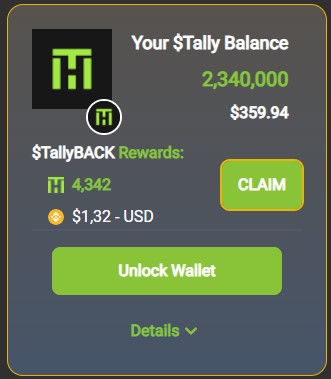 Your $Tally Balance
2,340,000
$359.94
$TallyBACK Rewards:
4,342
$1,32 - USD
CLAIM
Unlock Wallet
Details